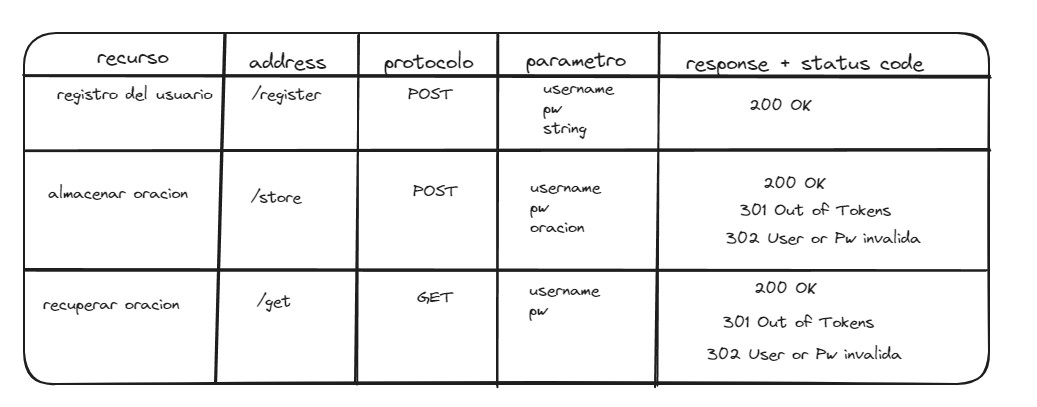 recurso address protocolo parametro response + status code
registro del usuario /register POST username 200 OK
pw
string
almacenar oracion /store POST username 200 OK
pw 301 Out of Tokens
oracion 302 User or Pw invalida
recuperar oracion /get GET username 200 OK
pw 301 Out of Tokens
302 User or Pw invalida